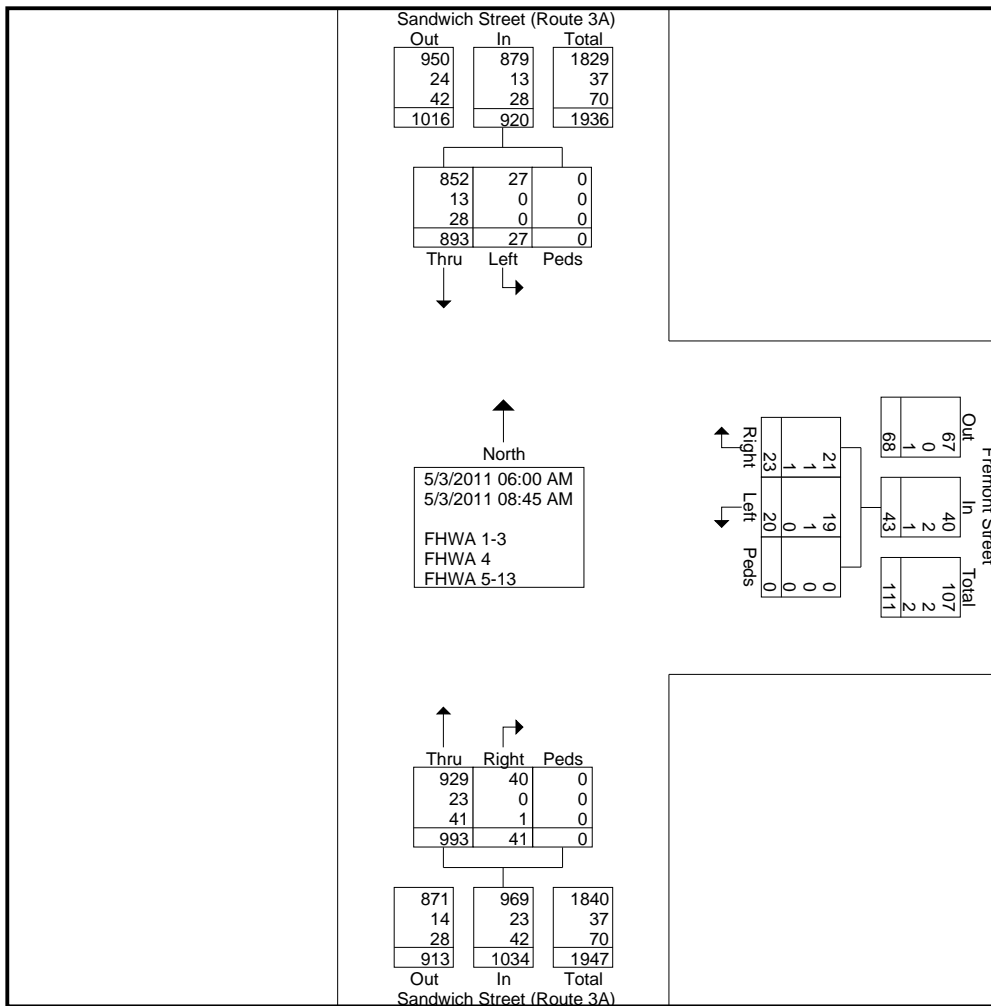 Sandwich Street (Route 3A)
Out In Total
950 879 1829
24 13 37
42 28 70
1016 920 1936
852 27 0
13 0 0
28 0 0
893 27 0
Thru Left Peds
North
5/3/2011 06:00 AM
5/3/2011 08:45 AM
FHWA 1-3
FHWA 4
FHWA 5-13
Fremont Street
Out In Total
67 40 107
0 2 2
1 1 2
68 43 111
21 19 0
1 1 0
1 0 0
23 20 0
Right Left Peds
Thru Right Peds
929 40 0
23 0 0
41 1 0
993 41 0
871 969 1840
14 23 37
28 42 70
913 1034 1947
Out In Total
Sandwich Street (Route 3A)